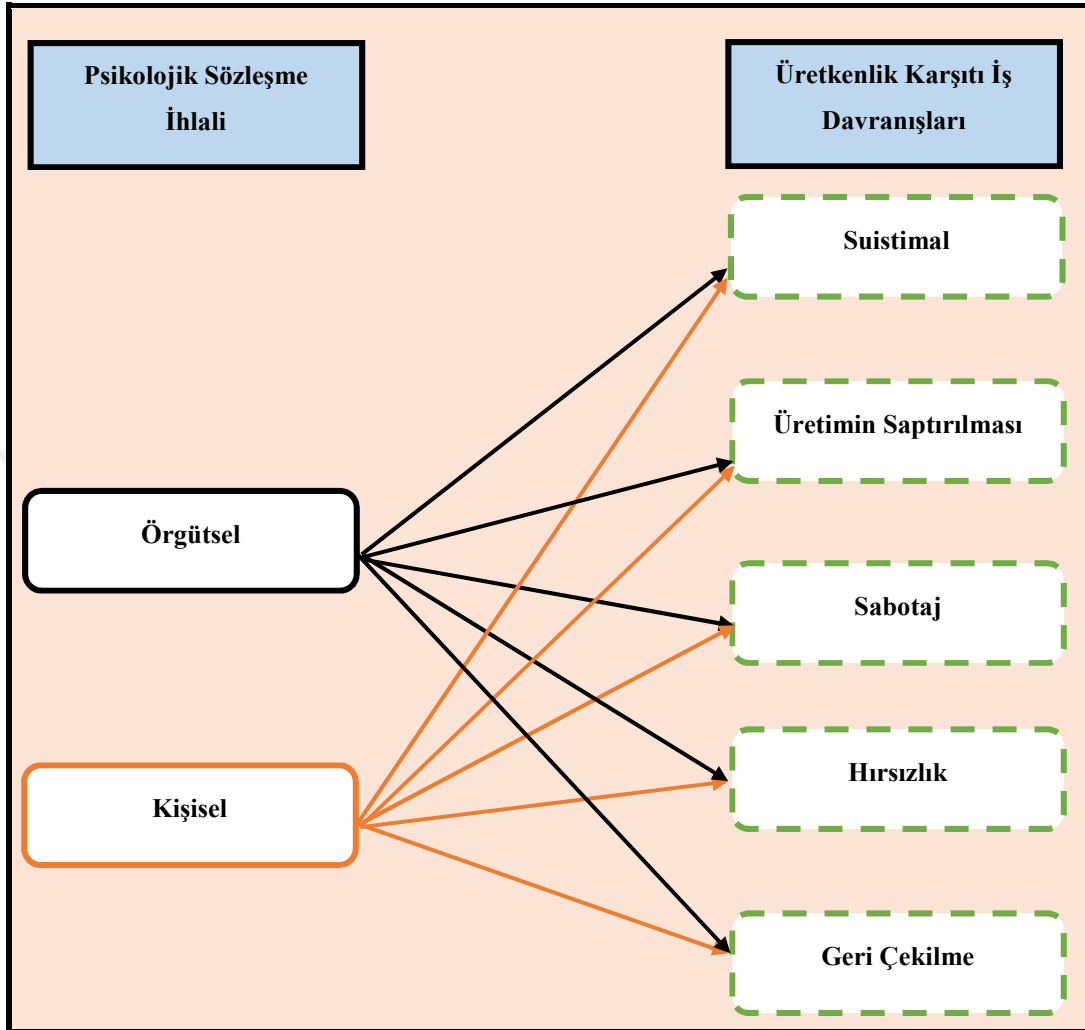 Psikolojik Sözleşme
İhlali
Üretkenlik Karşıtı İş
Davranışları
Suistimal
Üretimin Saptırılması
Örgütsel
Sabotaj
Hırsızlık
Kişisel
Geri Çekilme